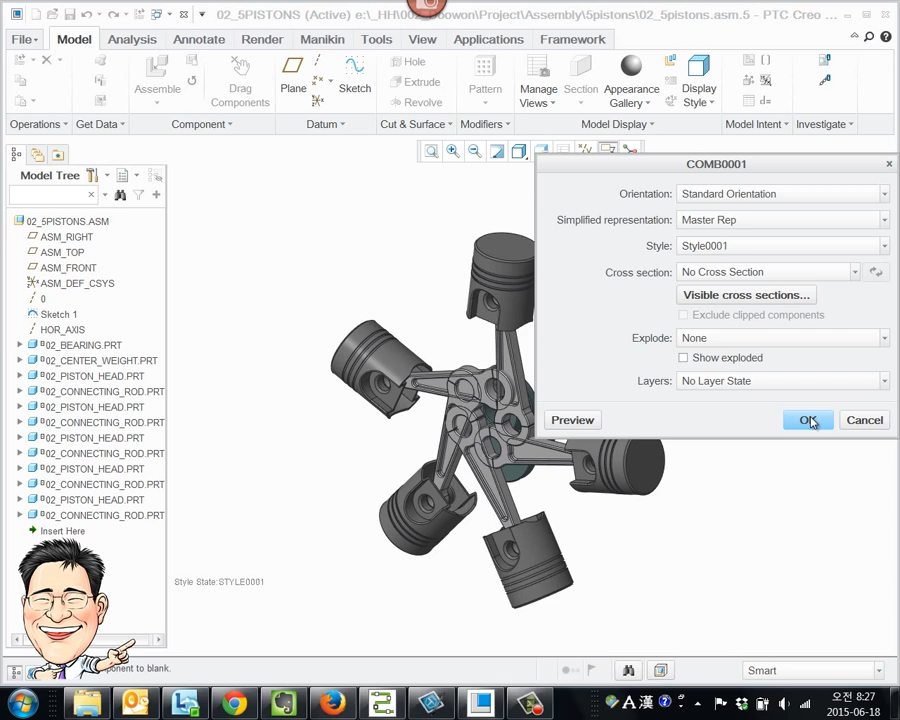 02_5PISTONS (Active) e:\_HH\00
oowon\Project\Assembly\5pistons\02_5pistons.asm.5 - PTC Creo ...
File
Model
Analysis
Annotate
Render
Manikin
Tools
View
Applications
Framework
Assemble
Drag Components
Plane
Sketch
Hole
Extrude
Revolve
Pattern
Manage Views
Section
Appearance Gallery
Display Style
Operations
Get Data
Component
Datum
Cut & Surface
Modifiers
Model Display
Model Intent
Investigate
Model Tree
02_5PISTONS.ASM
ASM_RIGHT
ASM_TOP
ASM_FRONT
ASM_DEF_CSYS
0
Sketch 1
HOR_AXIS
02_BEARING.PRT
02_CENTER_WEIGHT.PRT
02_PISTON_HEAD.PRT
02_CONNECTING_ROD.PRT
02_PISTON_HEAD.PRT
02_CONNECTING_ROD.PRT
02_PISTON_HEAD.PRT
02_CONNECTING_ROD.PRT
02_PISTON_HEAD.PRT
02_CONNECTING_ROD.PRT
02_PISTON_HEAD.PRT
02_CONNECTING_ROD.PRT
Insert Here
COMB0001
Orientation: Standard Orientation
Simplified representation: Master Rep
Style: Style0001
Cross section: No Cross Section
Visible cross sections...
Exclude clipped components
Explode: None
Show exploded
Layers: No Layer State
Preview
OK
Cancel
Style State:STYLE0001
ponent to blank.
Smart
A 漢
오전 8:27
2015-06-18